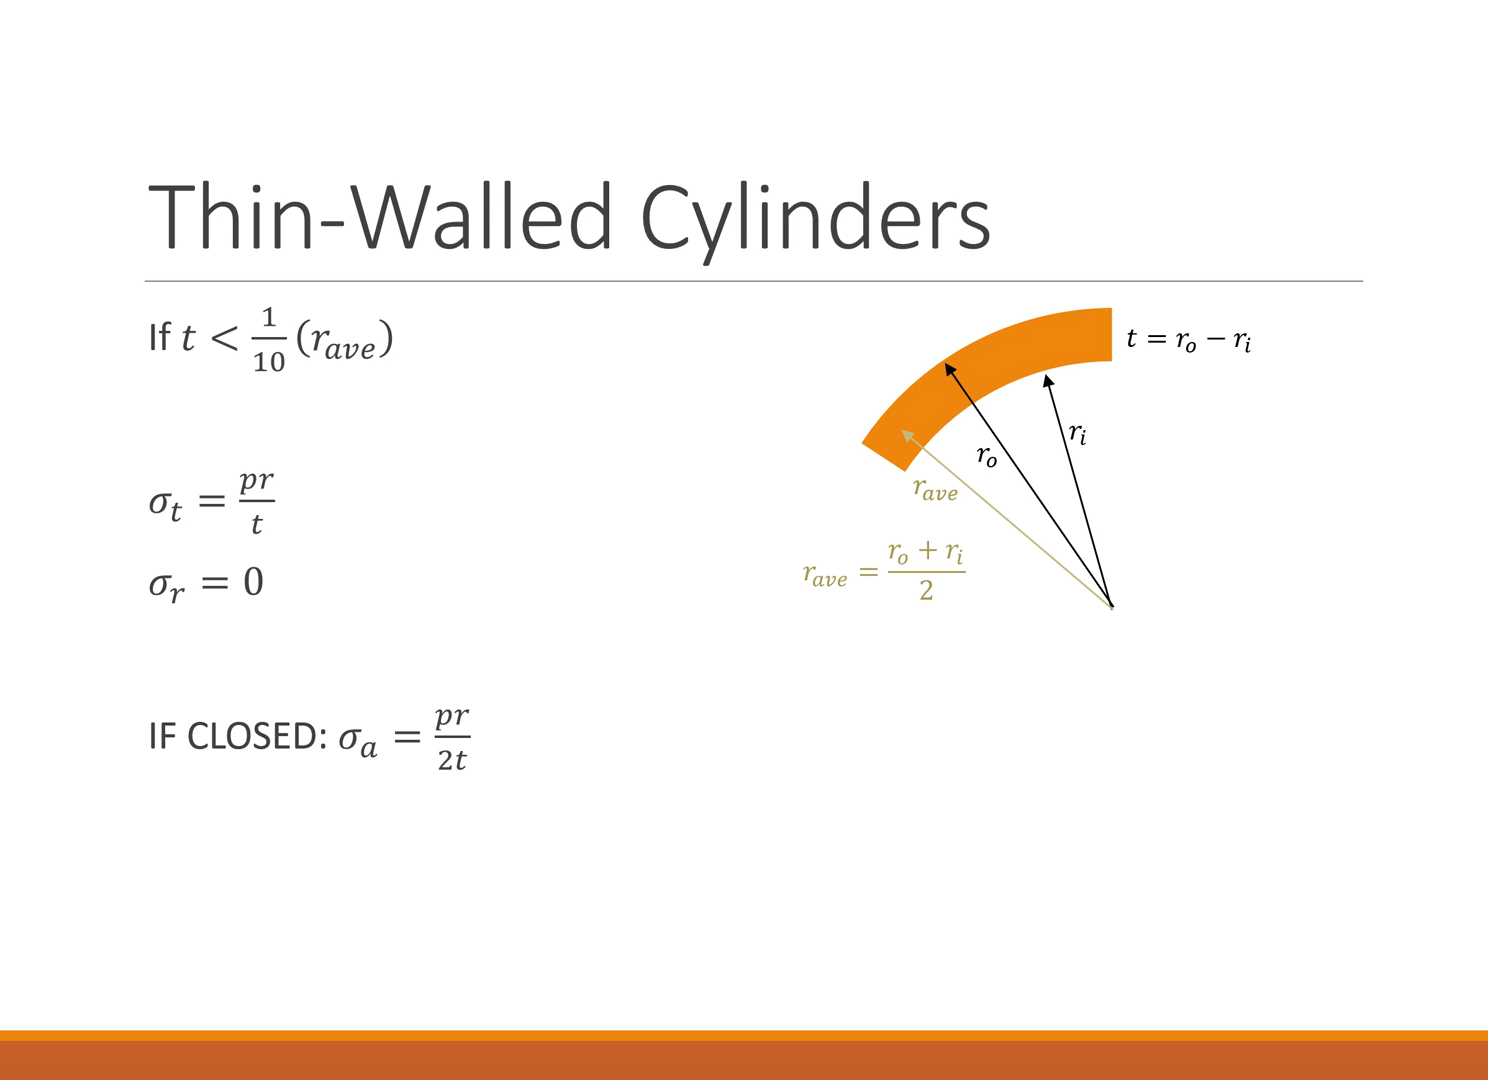 Thin-Walled Cylinders
If t < 1/10 (r_ave)
σ_t = pr/t
σ_r = 0
IF CLOSED: σ_a = pr/2t
t = r_o − r_i
r_i
r_o
r_ave
r_ave = (r_o + r_i)/2